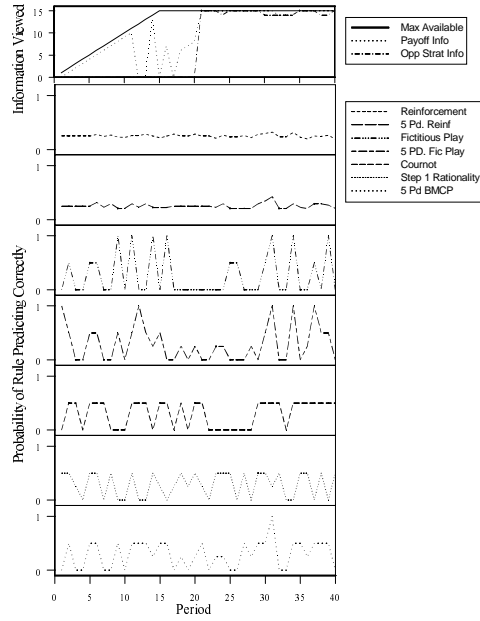 15
10
5
0
Information Viewed
Max Available
Payoff Info
Opp Strat Info
1
0
1
0
1
0
1
0
1
0
1
0
1
0
Probability of Rule Predicting Correctly
Reinforcement
5 Pd. Reinf
Fictitious Play
5 PD. Fic Play
Cournot
Step 1 Rationality
5 Pd BMCP
0 5 10 15 20 25 30 35 40
Period